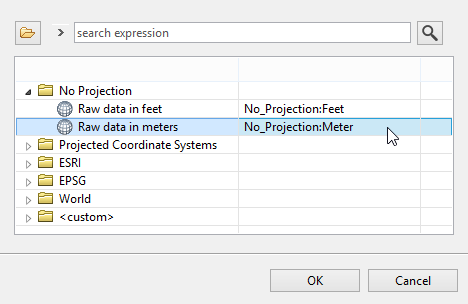 search expression
No Projection
Raw data in feet No_Projection:Feet
Raw data in meters No_Projection:Meter
Projected Coordinate Systems
ESRI
EPSG
World
<custom>
OK Cancel